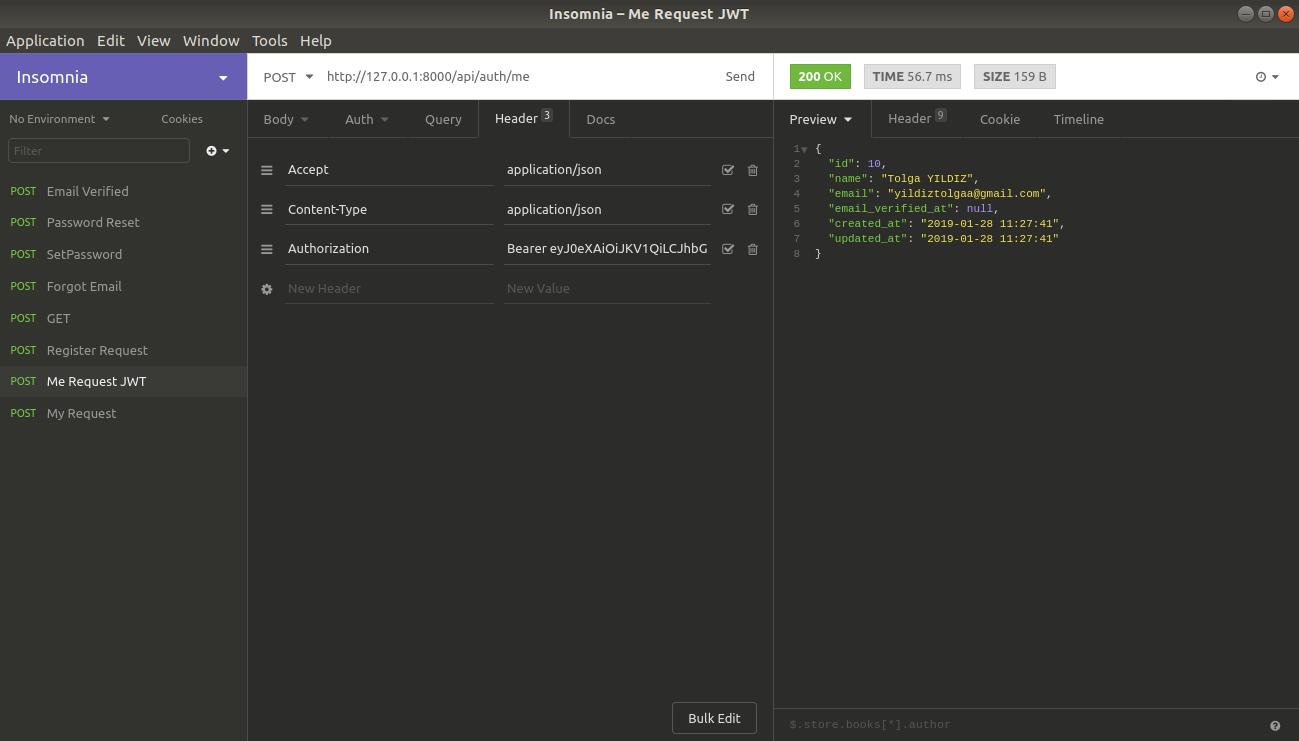 Insomnia – Me Request JWT
Application Edit View Window Tools Help
Insomnia
POST http://127.0.0.1:8000/api/auth/me Send
200 OK TIME 56.7 ms SIZE 159 B
No Environment Cookies
Filter
POST Email Verified
POST Password Reset
POST SetPassword
POST Forgot Email
POST GET
POST Register Request
POST Me Request JWT
POST My Request
Body Auth Query Header 3 Docs
Accept application/json
Content-Type application/json
Authorization Bearer eyJ0eXAiOiJKV1QiLCJhbG
New Header New Value
Bulk Edit
Preview Header 9 Cookie Timeline
1 {
2 "id": 10,
3 "name": "Tolga YILDIZ",
4 "email": "yildiztolgaa@gmail.com",
5 "email_verified_at": null,
6 "created_at": "2019-01-28 11:27:41",
7 "updated_at": "2019-01-28 11:27:41"
8 }
$.store.books[*].author